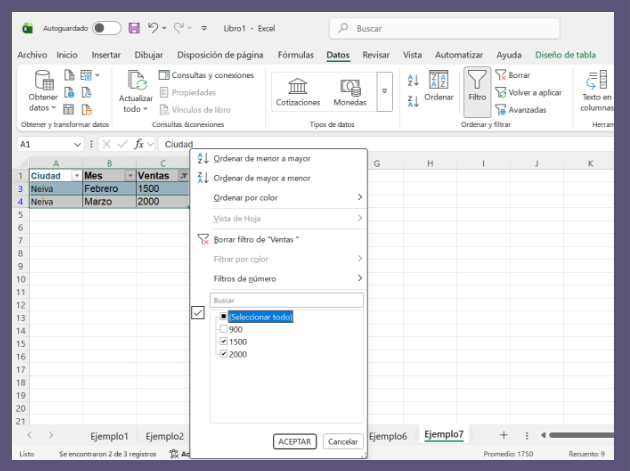 Autoguardado
Libro1 - Excel
Buscar
Archivo Inicio Insertar Dibujar Disposición de página Fórmulas Datos Revisar Vista Automatizar Ayuda Diseño de tabla
Obtener datos
Actualizar todo
Consultas y conexiones
Propiedades
Vínculos de libro
Cotizaciones Monedas
Ordenar
Filtro
Borrar
Volver a aplicar
Avanzadas
Texto en columnas
Obtener y transformar datos Consultas &conexiones Tipos de datos Ordenar y filtrar Herram
A1 fx Ciudad
A B C G H I J K
1 Ciudad Mes Ventas
3 Neiva Febrero 1500
4 Neiva Marzo 2000
5
6
7
8
9
10
11
12
13
14
15
16
17
18
19
20
21
Ordenar de menor a mayor
Ordenar de mayor a menor
Ordenar por color
Vista de Hoja
Borrar filtro de "Ventas "
Filtrar por color
Filtros de número
Buscar
(Seleccionar todo)
900
1500
2000
ACEPTAR Cancelar
Ejemplo1 Ejemplo2 Ejemplo6 Ejemplo7
Listo Se encontraron 2 de 3 registros Promedio: 1750 Recuento: 9